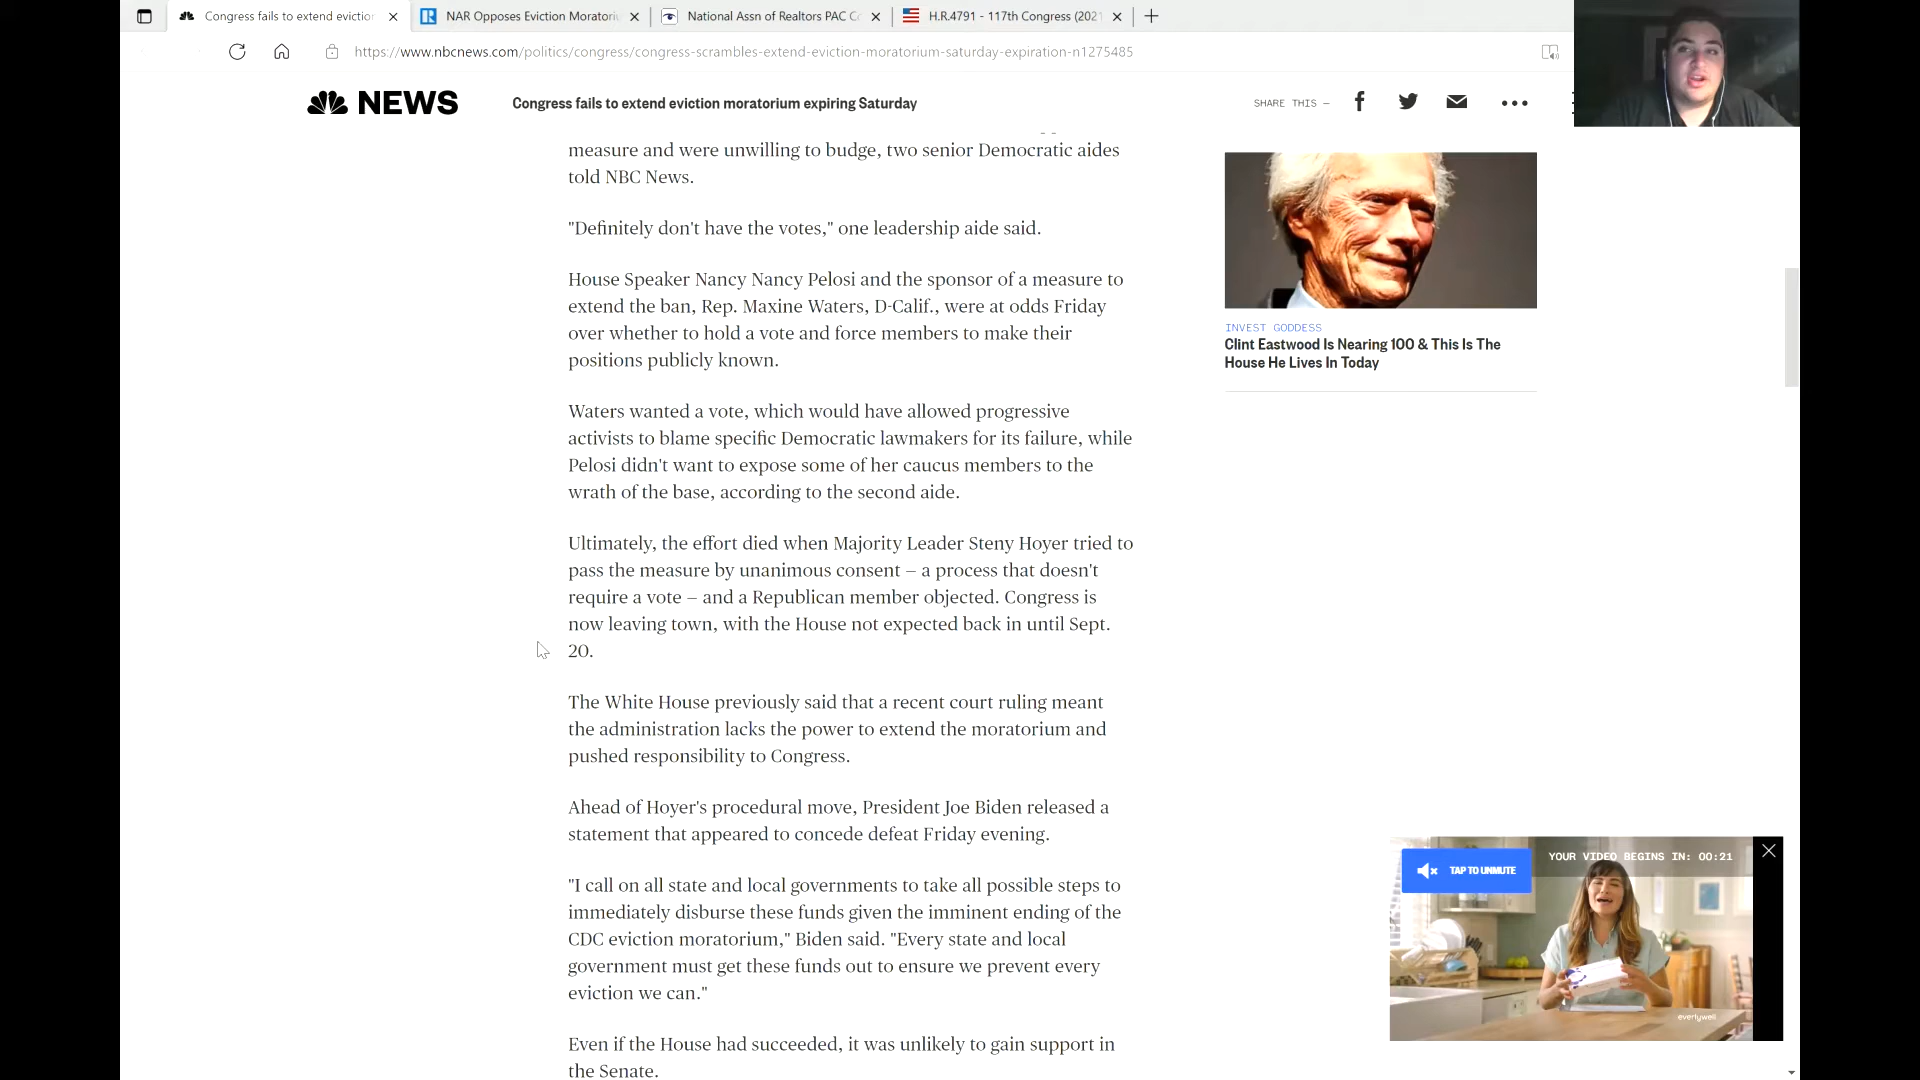 Congress fails to extend eviction
NAR Opposes Eviction Moratori
National Assn of Realtors PAC C
H.R.4791 - 117th Congress (2021
https://www.nbcnews.com/politics/congress/congress-scrambles-extend-eviction-moratorium-saturday-expiration-n1275485
NEWS
Congress fails to extend eviction moratorium expiring Saturday
SHARE THIS —
measure and were unwilling to budge, two senior Democratic aides
told NBC News.
"Definitely don't have the votes," one leadership aide said.
House Speaker Nancy Nancy Pelosi and the sponsor of a measure to
extend the ban, Rep. Maxine Waters, D-Calif., were at odds Friday
over whether to hold a vote and force members to make their
positions publicly known.
Waters wanted a vote, which would have allowed progressive
activists to blame specific Democratic lawmakers for its failure, while
Pelosi didn't want to expose some of her caucus members to the
wrath of the base, according to the second aide.
Ultimately, the effort died when Majority Leader Steny Hoyer tried to
pass the measure by unanimous consent — a process that doesn't
require a vote — and a Republican member objected. Congress is
now leaving town, with the House not expected back in until Sept.
20.
The White House previously said that a recent court ruling meant
the administration lacks the power to extend the moratorium and
pushed responsibility to Congress.
Ahead of Hoyer's procedural move, President Joe Biden released a
statement that appeared to concede defeat Friday evening.
"I call on all state and local governments to take all possible steps to
immediately disburse these funds given the imminent ending of the
CDC eviction moratorium," Biden said. "Every state and local
government must get these funds out to ensure we prevent every
eviction we can."
Even if the House had succeeded, it was unlikely to gain support in
the Senate.
INVEST GODDESS
Clint Eastwood Is Nearing 100 & This Is The
House He Lives In Today
TAP TO UNMUTE
YOUR VIDEO BEGINS IN: 00:21
everlywell